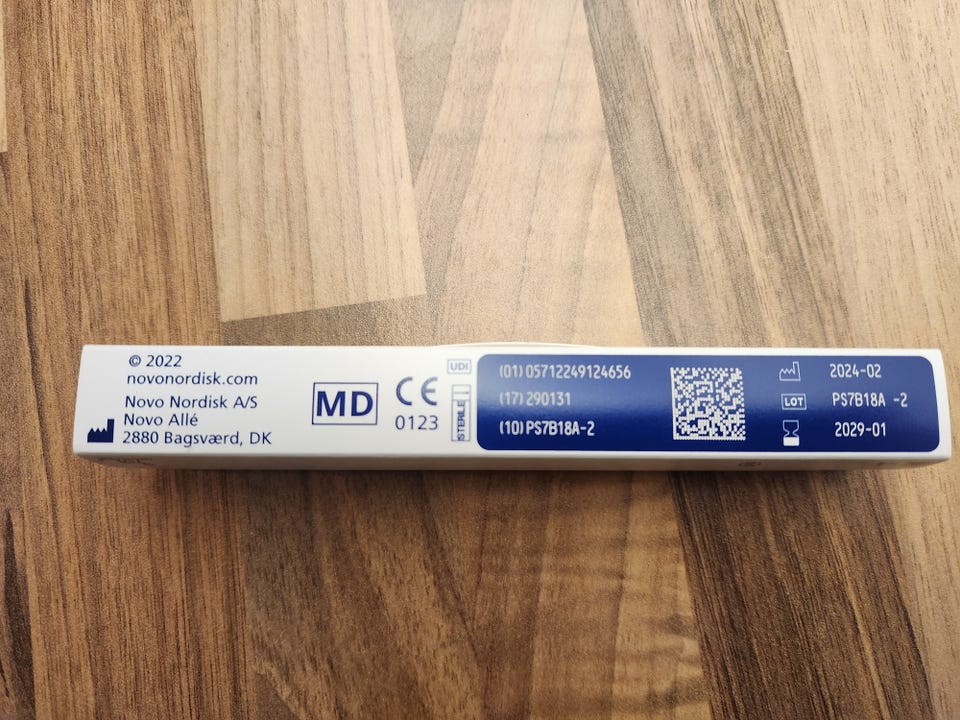 © 2022
novonordisk.com
Novo Nordisk A/S
Novo Allé
2880 Bagsværd, DK
MD
CE
0123
UDI
STERILE
(01) 05712249124656
(17) 290131
(10) PS7B18A-2
2024-02
LOT PS7B18A -2
2029-01